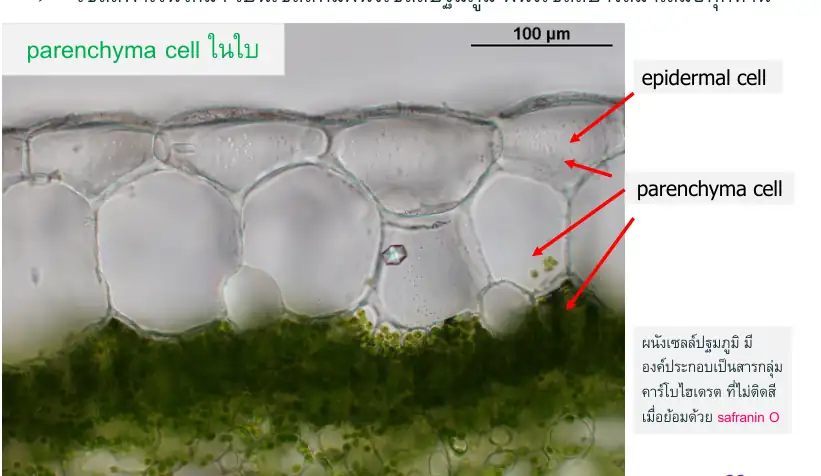 100 µm
parenchyma cell ในใบ
epidermal cell
parenchyma cell
ผนังเซลล์ปฐมภูมิ มี
องค์ประกอบเป็นสารกลุ่ม
คาร์โบไฮเดรต ที่ไม่ติดสี
เมื่อย้อมด้วย safranin O